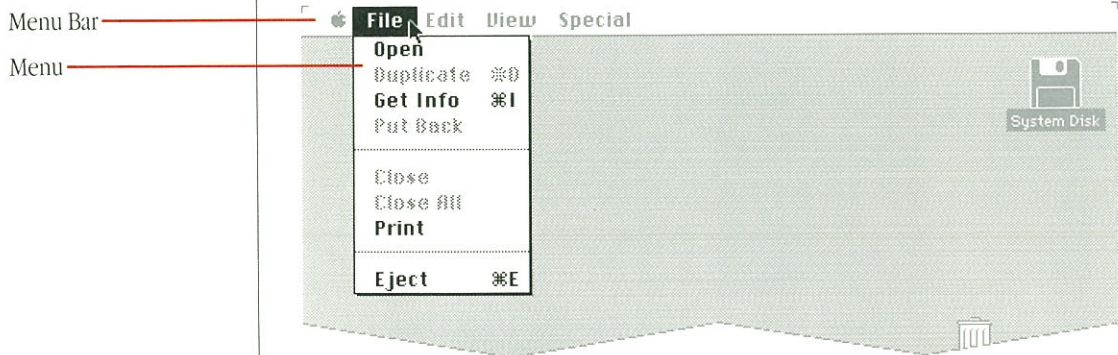 Menu Bar
File Edit View Special
Menu
Open
Duplicate ⌘D
Get Info ⌘I
Put Back
Close
Close All
Print
Eject ⌘E
System Disk